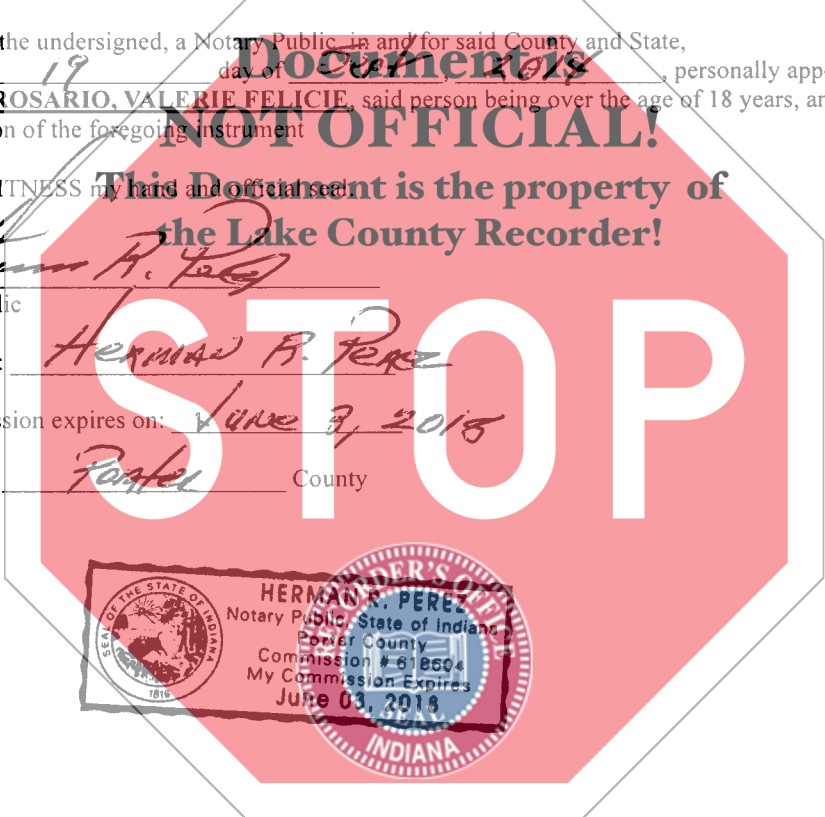 the undersigned, a Notary Public, in and for said County and State,
19 day of , personally app
ROSARIO, VALERIE FELICIE, said person being over the age of 18 years, an
n of the foregoing instrument
TNESS my hand and official seal.
Document is
NOT OFFICIAL!
This Document is the property of
the Lake County Recorder!
STOP
R. Perez
lic
Herman R. Perez
sion expires on: June 3, 2018
Porter County
SEAL OF THE STATE OF INDIANA
1816
HERMAN R. PEREZ
Notary Public, State of Indiana
Porter County
Commission # 618604
My Commission Expires
June 03, 2018
RECORDER'S OFFICE
SEAL
INDIANA